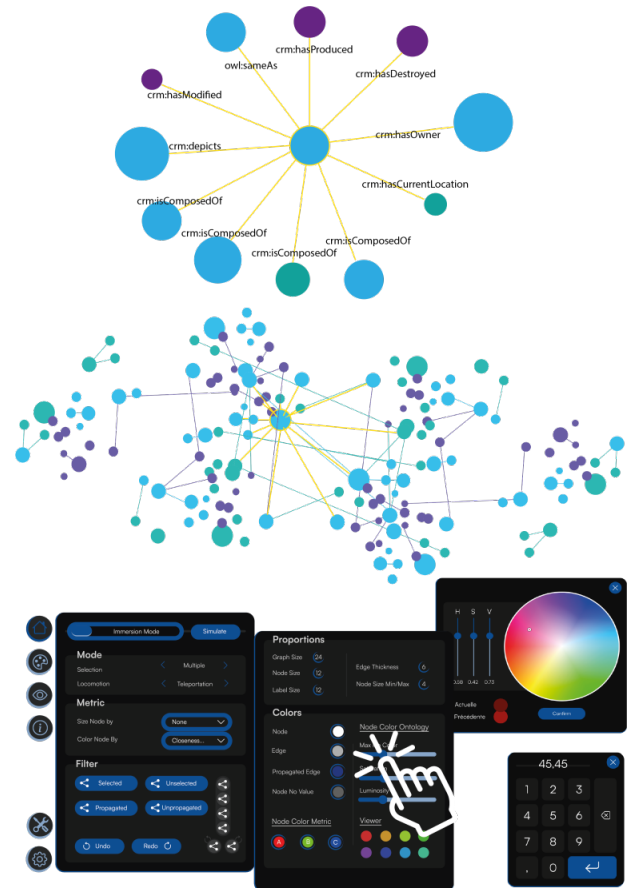 crm:hasProduced
owl:sameAs
crm:hasDestroyed
crm:hasModified
crm:depicts
crm:hasOwner
crm:hasCurrentLocation
crm:isComposedOf
crm:isComposedOf
crm:isComposedOf
crm:isComposedOf
Immersion Mode
Simulate
Mode
Selection
Multiple
Locomotion
Teleportation
Metric
Size Node by
None
Color Node By
Closeness...
Filter
Selected
Unselected
Propagated
Unpropagated
Undo
Redo
Proportions
Graph Size
24
Node Size
12
Label Size
12
Edge Thickness
6
Node Size Min/Max
4
Colors
Node
Edge
Propagated Edge
Node No Value
Node Color Metric
A
B
C
Node Color Ontology
Luminosity
Viewer
H S V
0.42 0.78
Actuelle
Précédente
Confirm
45,45
1 2 3
4 5 6
7 8 9
, 0